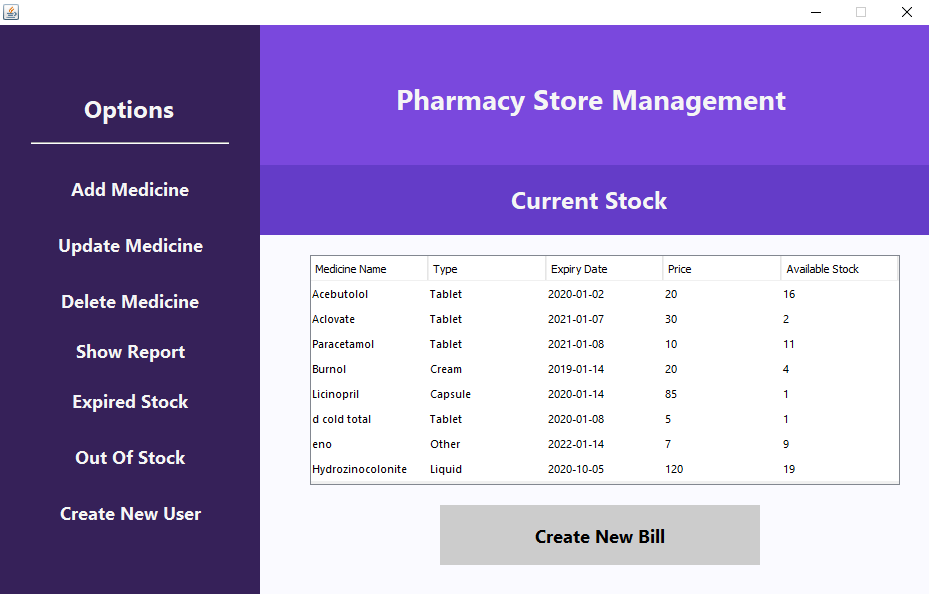 Options
Add Medicine
Update Medicine
Delete Medicine
Show Report
Expired Stock
Out Of Stock
Create New User
Pharmacy Store Management
Current Stock
Medicine Name Type Expiry Date Price Available Stock
Acebutolol Tablet 2020-01-02 20 16
Aclovate Tablet 2021-01-07 30 2
Paracetamol Tablet 2021-01-08 10 11
Burnol Cream 2019-01-14 20 4
Licinopril Capsule 2020-01-14 85 1
d cold total Tablet 2020-01-08 5 1
eno Other 2022-01-14 7 9
Hydrozinocolonite Liquid 2020-10-05 120 19
Create New Bill